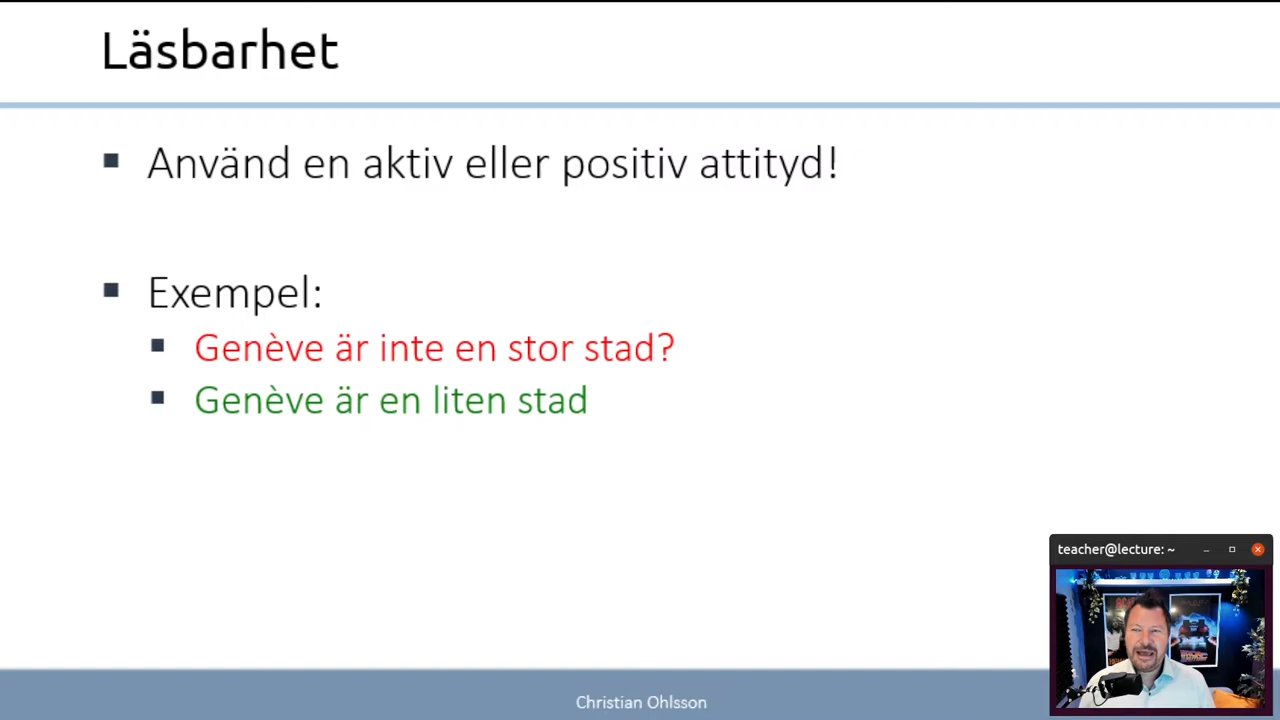 Läsbarhet
Använd en aktiv eller positiv attityd!
Exempel:
Genève är inte en stor stad?
Genève är en liten stad
teacher@lecture: ~
Christian Ohlsson